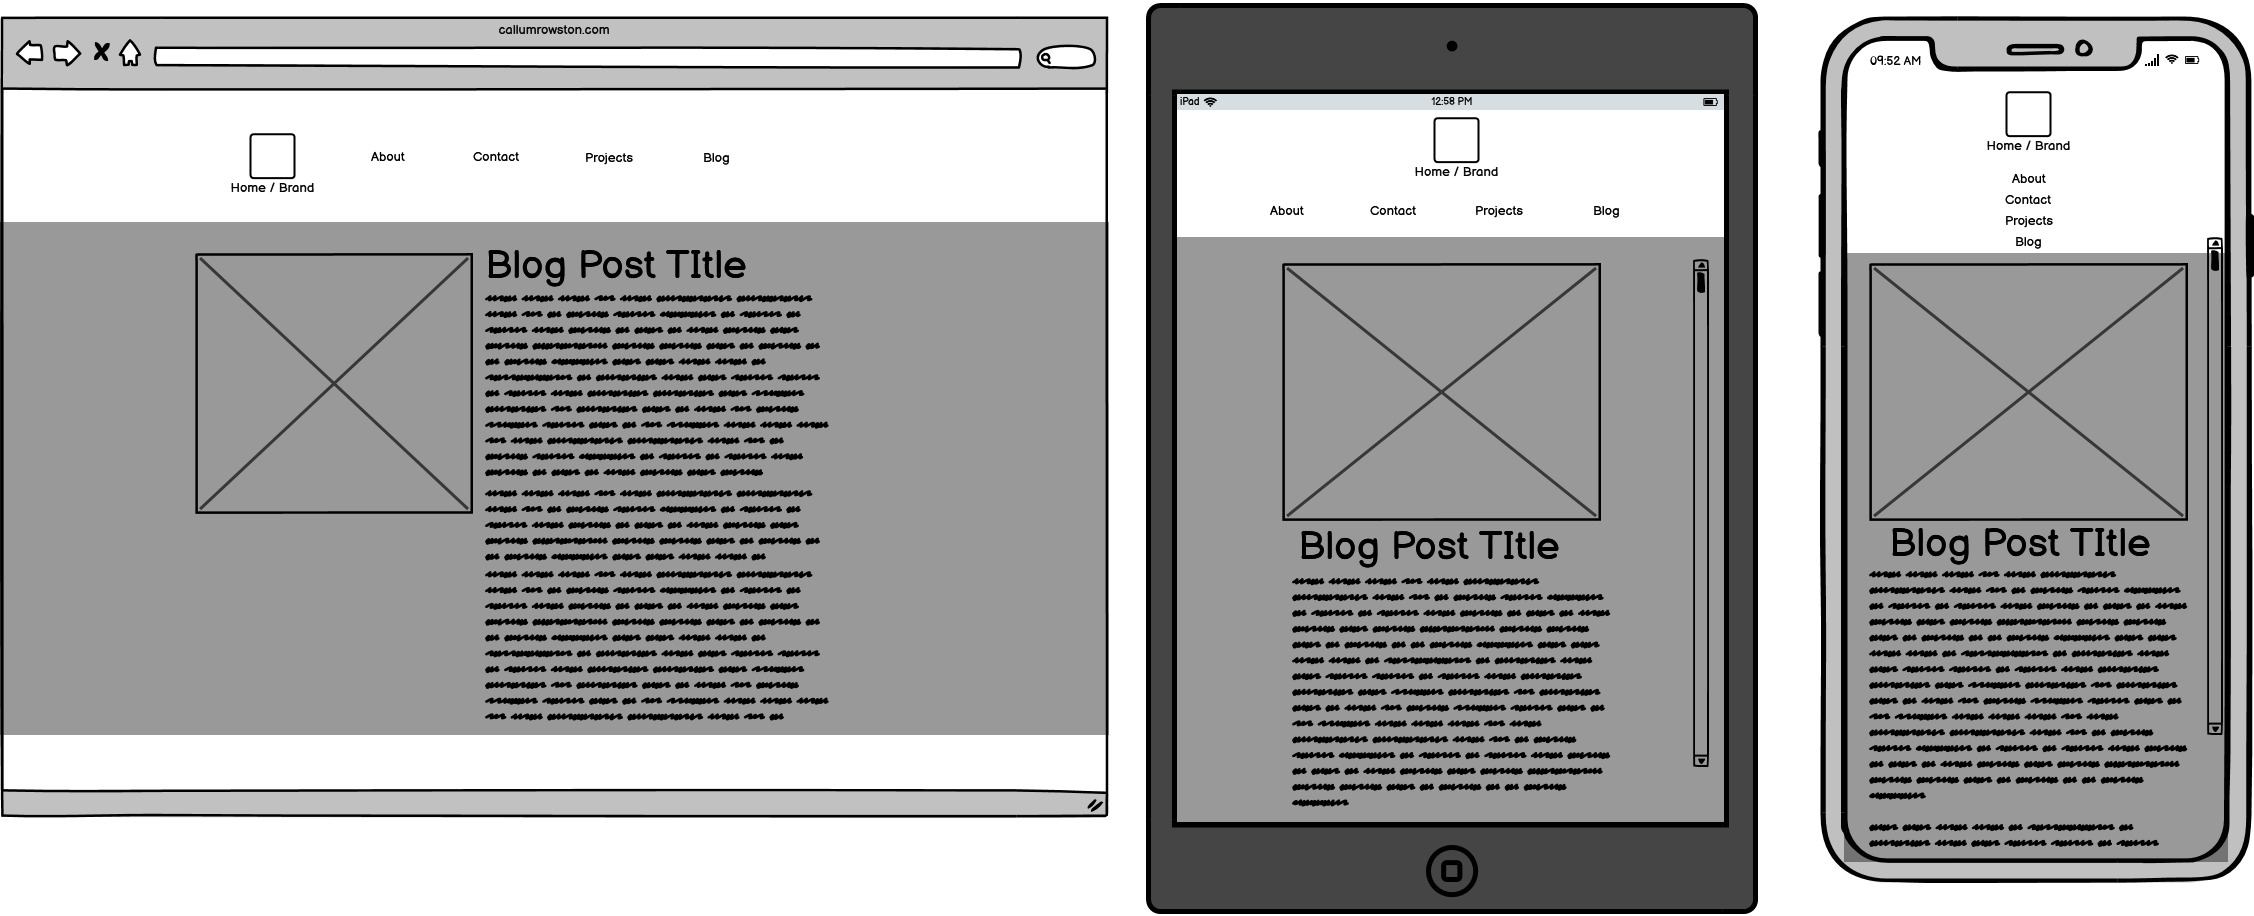 callumrowston.com
About Contact Projects Blog
Home / Brand
Blog Post TItle
iPad 12:58 PM
Home / Brand
About Contact Projects Blog
Blog Post TItle
09:52 AM
Home / Brand
About
Contact
Projects
Blog
Blog Post TItle